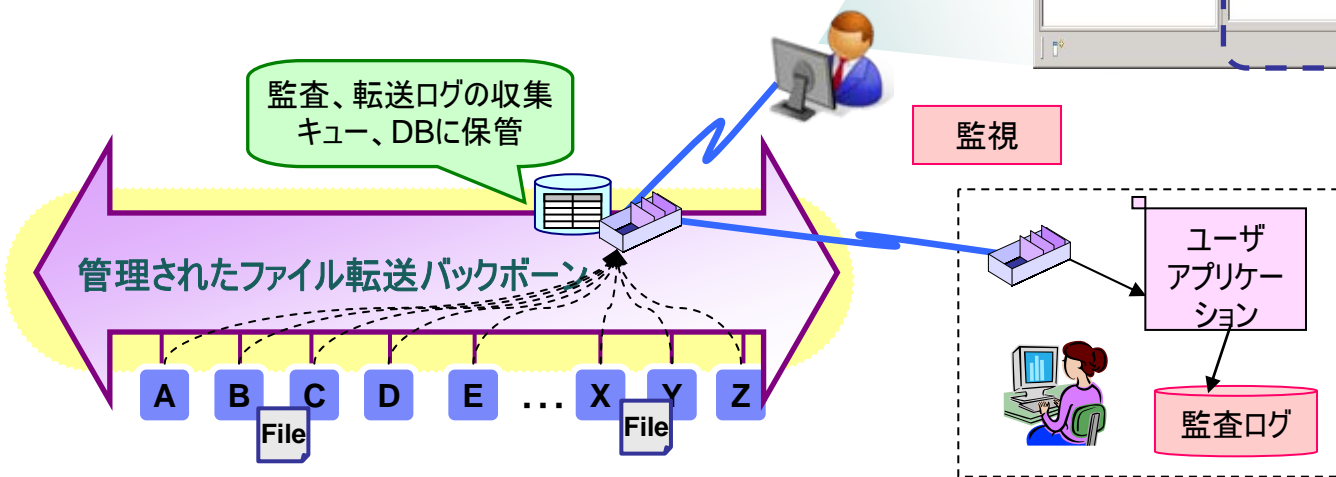 監査、転送ログの収集
キュー、DBに保管
監視
管理されたファイル転送バックボーン
ユーザ
アプリケー
ション
A B C D E ... X Y Z
File File
監査ログ